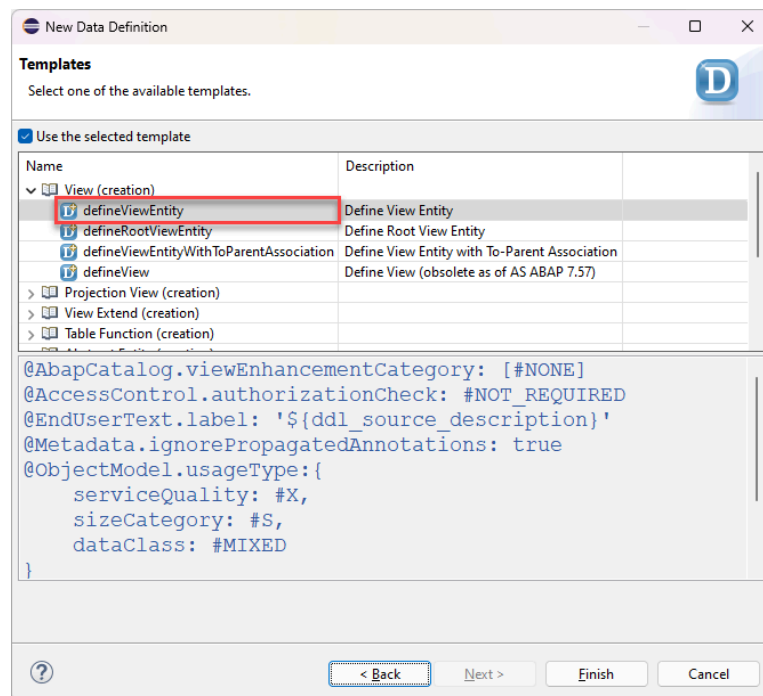 New Data Definition
Templates
Select one of the available templates.
D
Use the selected template
Name Description
View (creation)
defineViewEntity Define View Entity
defineRootViewEntity Define Root View Entity
defineViewEntityWithToParentAssociation Define View Entity with To-Parent Association
defineView Define View (obsolete as of AS ABAP 7.57)
Projection View (creation)
View Extend (creation)
Table Function (creation)
@AbapCatalog.viewEnhancementCategory: [#NONE]
@AccessControl.authorizationCheck: #NOT_REQUIRED
@EndUserText.label: '${ddl_source_description}'
@Metadata.ignorePropagatedAnnotations: true
@ObjectModel.usageType:{
    serviceQuality: #X,
    sizeCategory: #S,
    dataClass: #MIXED
}
? < Back Next > Finish Cancel